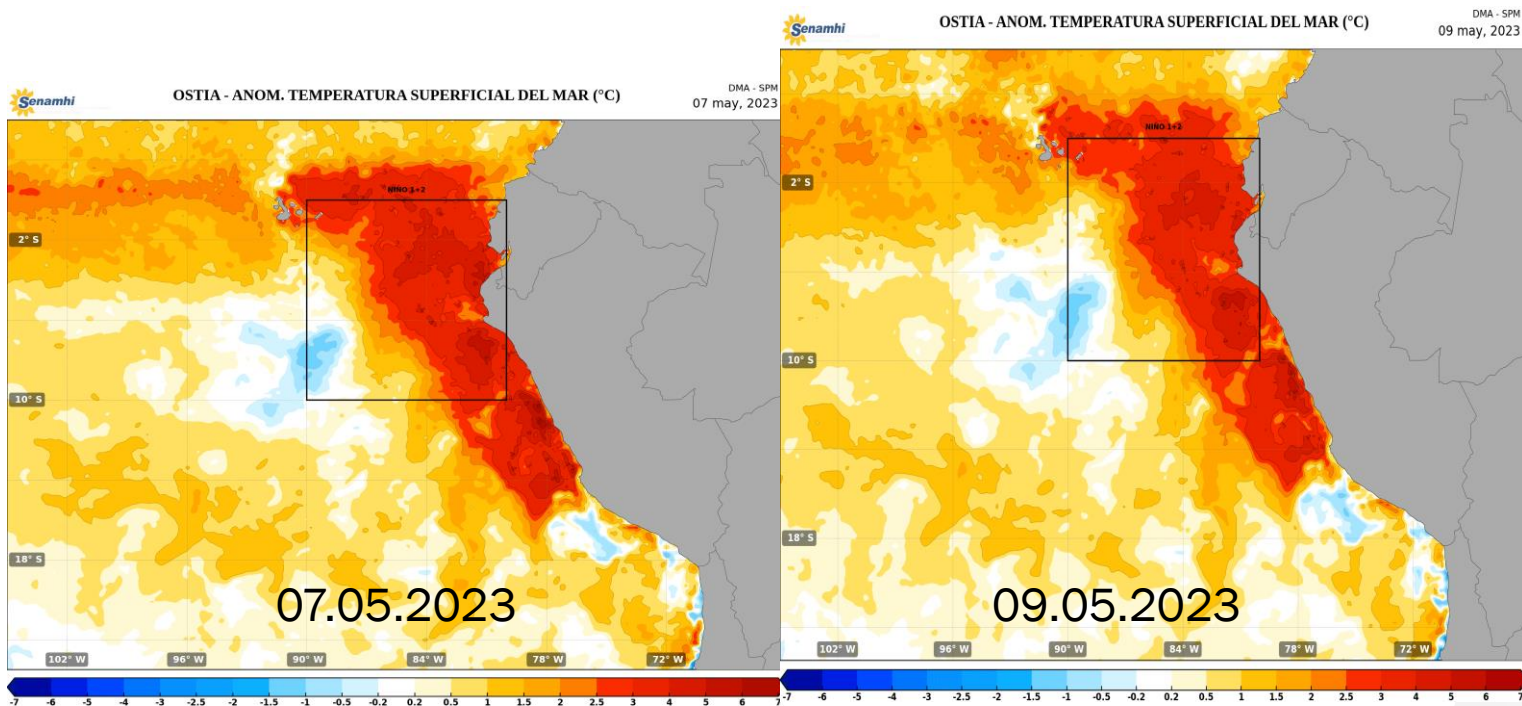 Senamhi
OSTIA - ANOM. TEMPERATURA SUPERFICIAL DEL MAR (°C)
DMA - SPM
07 may, 2023
NIÑO 1+2
2° S
10° S
18° S
07.05.2023
102° W 96° W 90° W 84° W 78° W 72° W
-7 -6 -5 -4 -3 -2.5 -2 -1.5 -1 -0.5 -0.2 0.2 0.5 1 1.5 2 2.5 3 4 5 6 7
Senamhi
OSTIA - ANOM. TEMPERATURA SUPERFICIAL DEL MAR (°C)
DMA - SPM
09 may, 2023
NIÑO 1+2
2° S
10° S
18° S
09.05.2023
102° W 96° W 90° W 84° W 78° W 72° W
-7 -6 -5 -4 -3 -2.5 -2 -1.5 -1 -0.5 -0.2 0.2 0.5 1 1.5 2 2.5 3 4 5 6 7